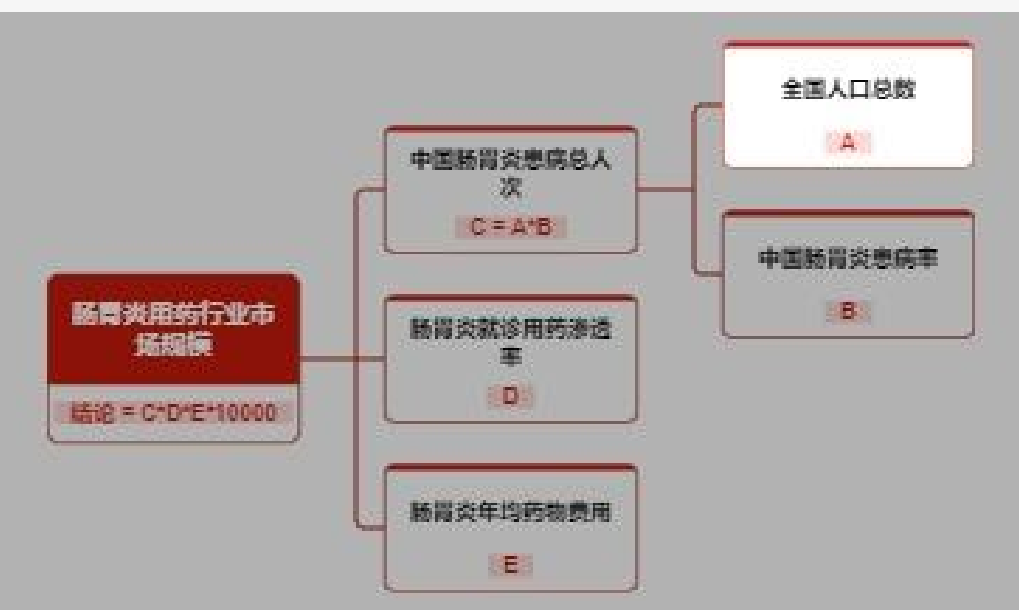 全国人口总数
A
中国肠胃炎患病总人
次
C = A*B
中国肠胃炎患病率
B
肠胃炎用药行业市
场规模
结论 = C*D*E*10000
肠胃炎就诊用药渗透
率
D
肠胃炎年均药物费用
E